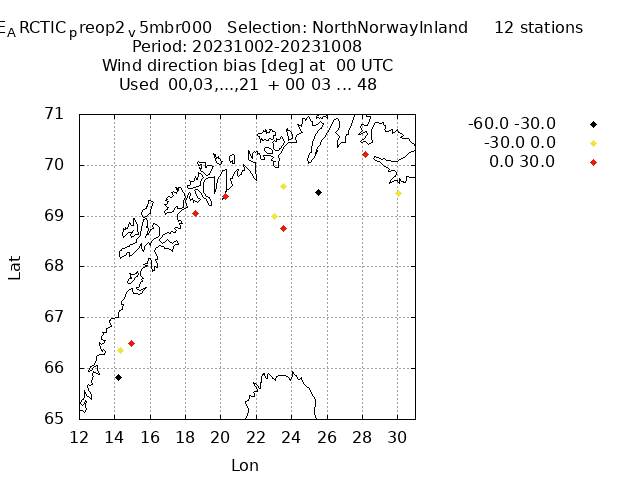 E_A RCTIC_p reop2_v 5mbr000 Selection: NorthNorwayInland 12 stations
Period: 20231002-20231008
Wind direction bias [deg] at 00 UTC
Used 00,03,...,21 + 00 03 ... 48
-60.0 -30.0
-30.0 0.0
0.0 30.0
71
70
69
68
67
66
65
Lat
12 14 16 18 20 22 24 26 28 30
Lon